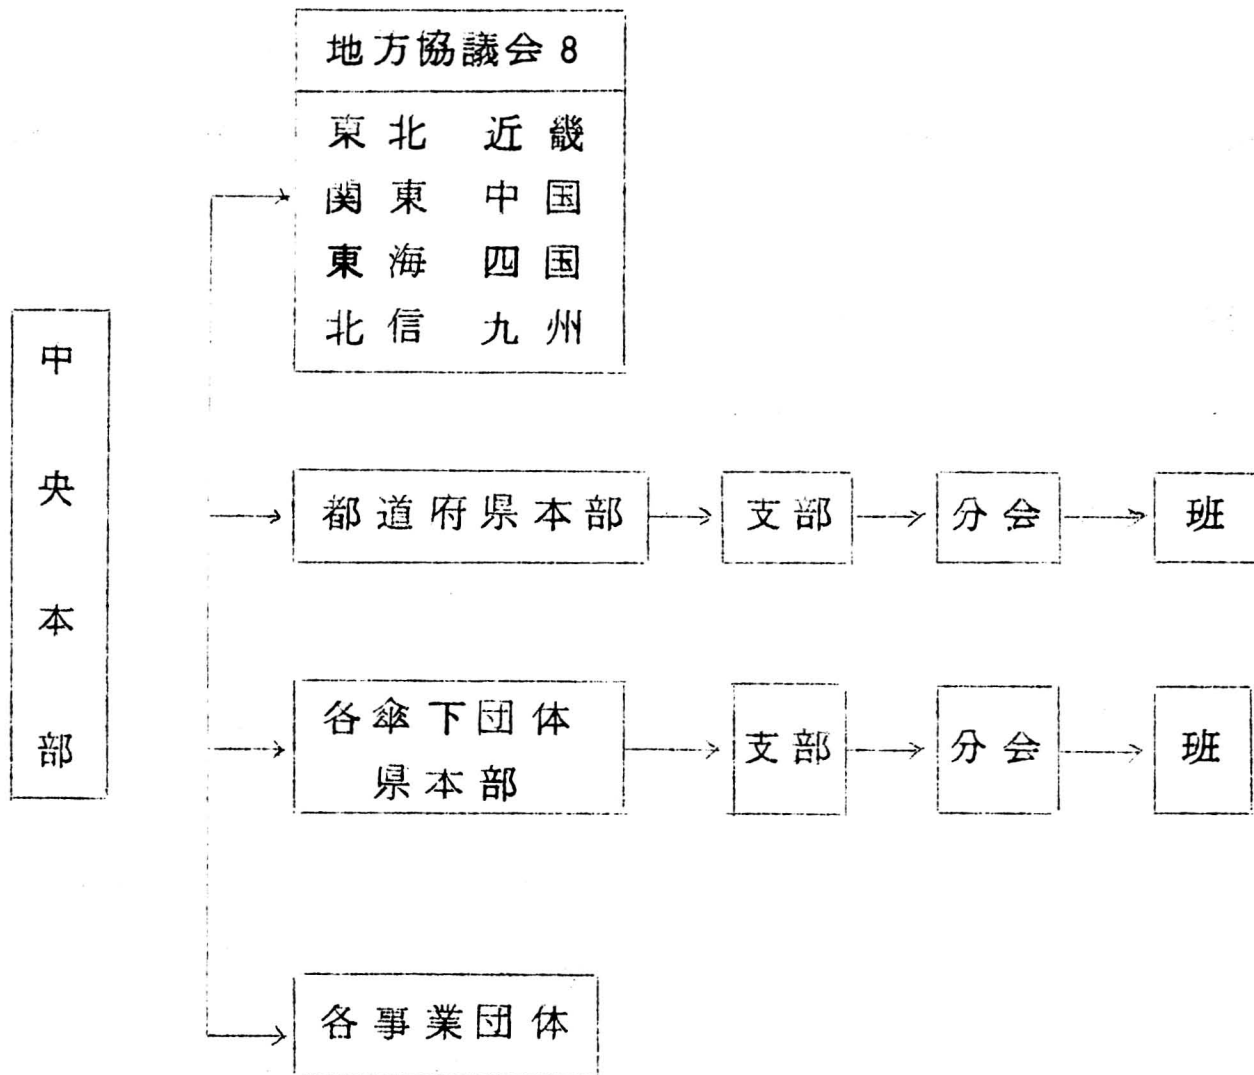 地方協議会8
東北 近畿
関東 中国
東海 四国
北信 九州
中央本部
都道府県本部
支部
分会
班
各傘下団体
県本部
支部
分会
班
各事業団体